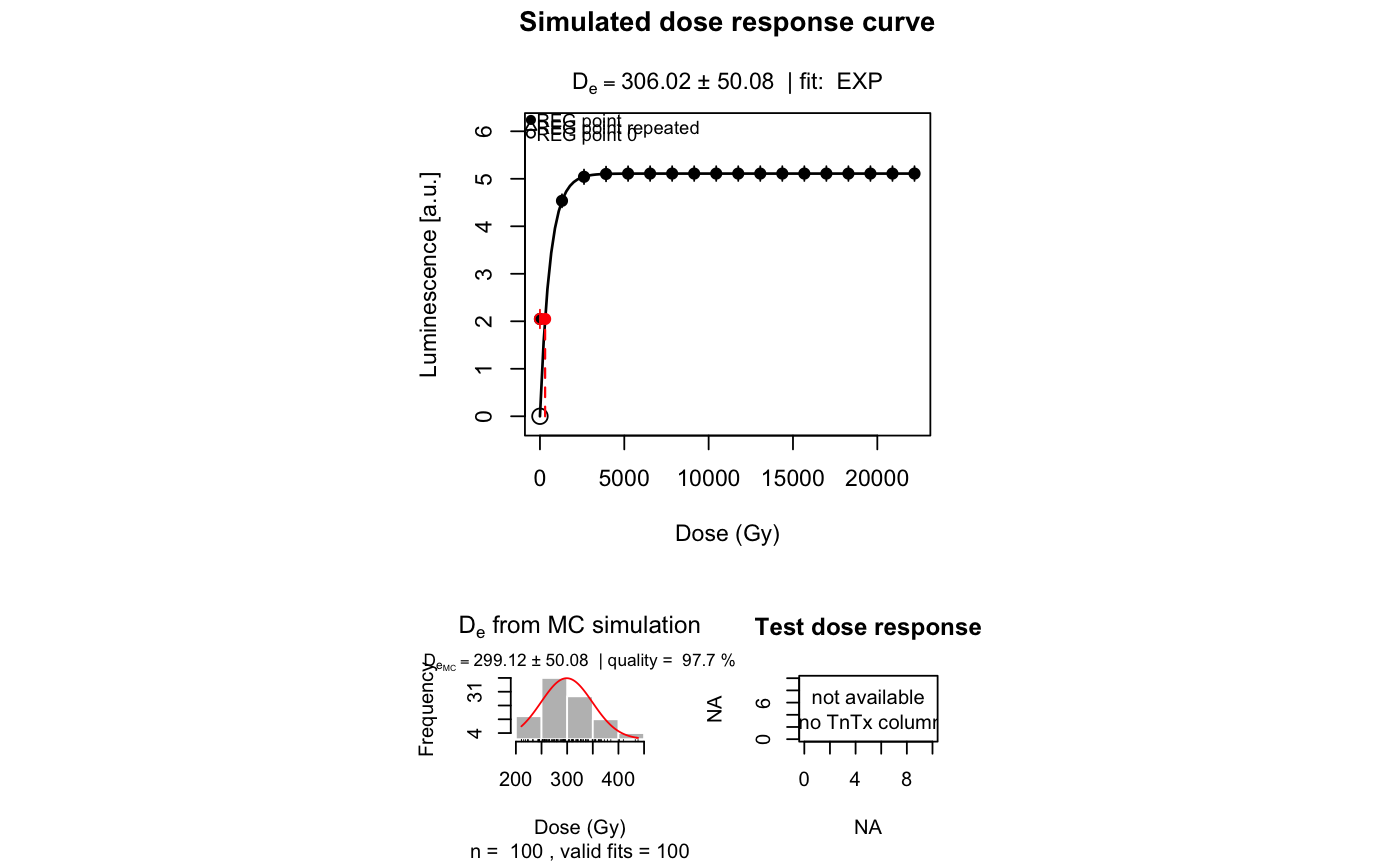 Simulated dose response curve
De = 306.02 ± 50.08 | fit: EXP
REG point
REG point repeated
REG point 0
Luminescence [a.u.]
6
5
4
3
2
1
0
0 5000 10000 15000 20000
Dose (Gy)
De from MC simulation
DeMC = 299.12 ± 50.08 | quality = 97.7 %
Frequency
31
4
200 300 400
Dose (Gy)
n = 100 , valid fits = 100
Test dose response
NA
6
0
not available
no TnTx column
0 4 8
NA